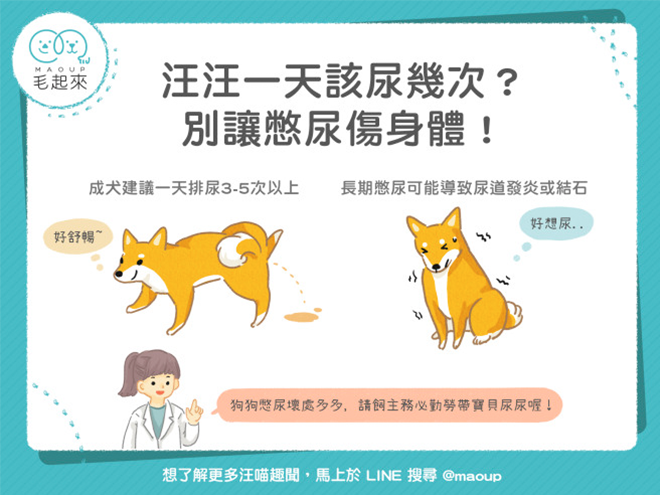 MAOUP
毛起來
汪汪一天該尿幾次？
別讓憋尿傷身體！
成犬建議一天排尿3-5次以上
長期憋尿可能導致尿道發炎或結石
好舒暢~
好想尿..
狗狗憋尿壞處多多，請飼主務必勤勞帶寶貝尿尿喔！
想了解更多汪喵趣聞，馬上於 LINE 搜尋 @maoup